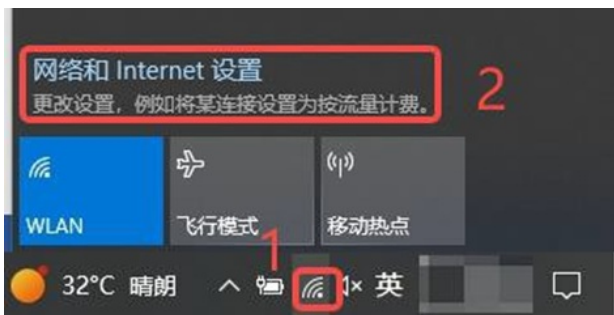 网络和 Internet 设置
更改设置，例如将某连接设置为按流量计费。
2
WLAN
飞行模式
移动热点
1
32°C 晴朗
英